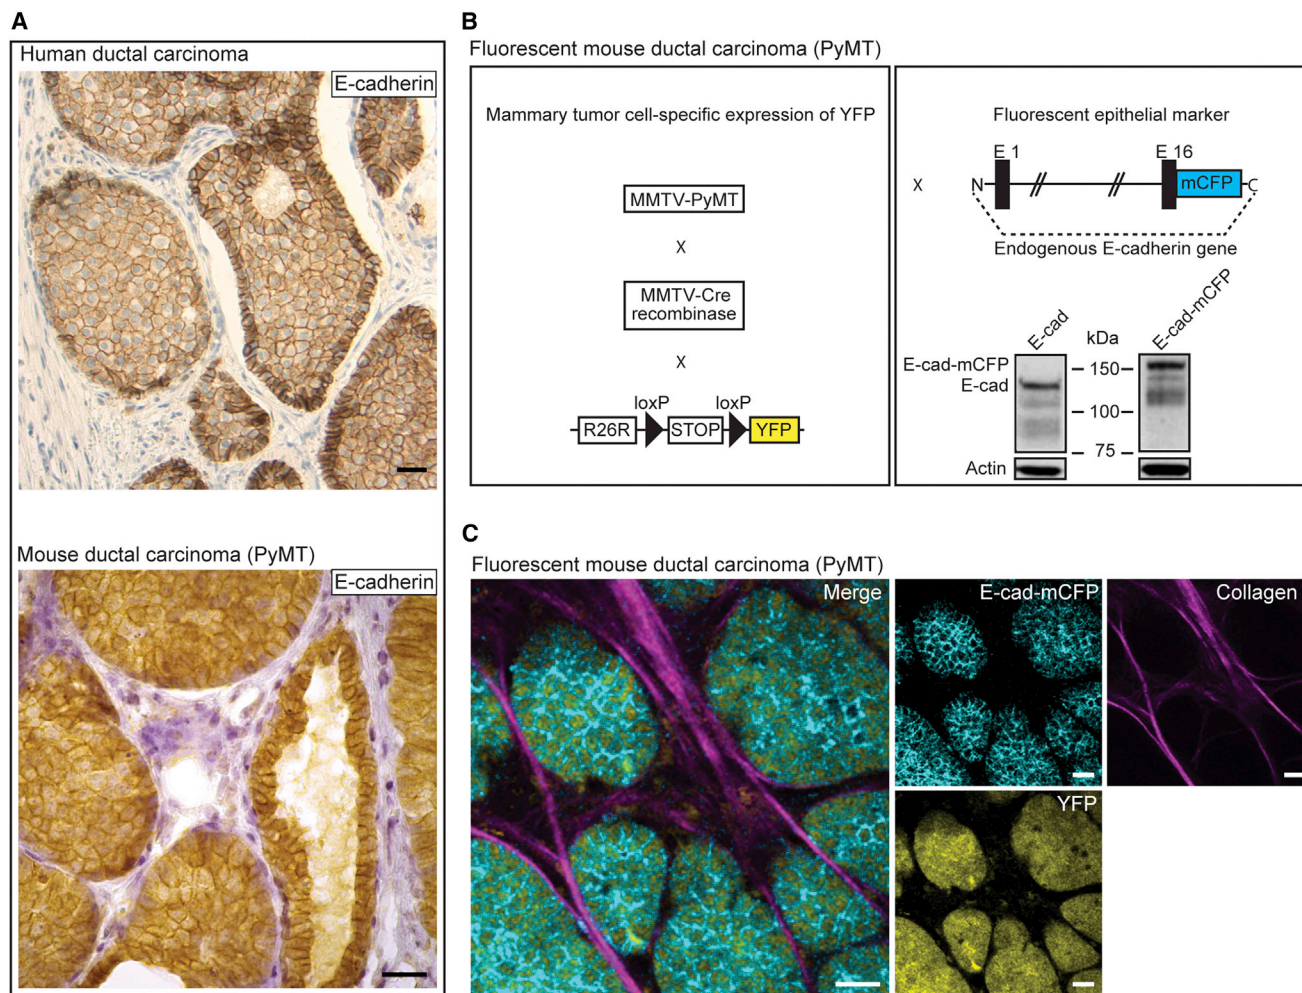 A
Human ductal carcinoma
E-cadherin
Mouse ductal carcinoma (PyMT)
E-cadherin
B
Fluorescent mouse ductal carcinoma (PyMT)
Mammary tumor cell-specific expression of YFP
MMTV-PyMT
X
MMTV-Cre
recombinase
X
loxP loxP
R26R STOP YFP
X
Fluorescent epithelial marker
E 1 E 16
N mCFP C
Endogenous E-cadherin gene
E-cad kDa E-cad-mCFP
E-cad-mCFP 150
E-cad
100
75
Actin
C
Fluorescent mouse ductal carcinoma (PyMT)
Merge
E-cad-mCFP
Collagen
YFP